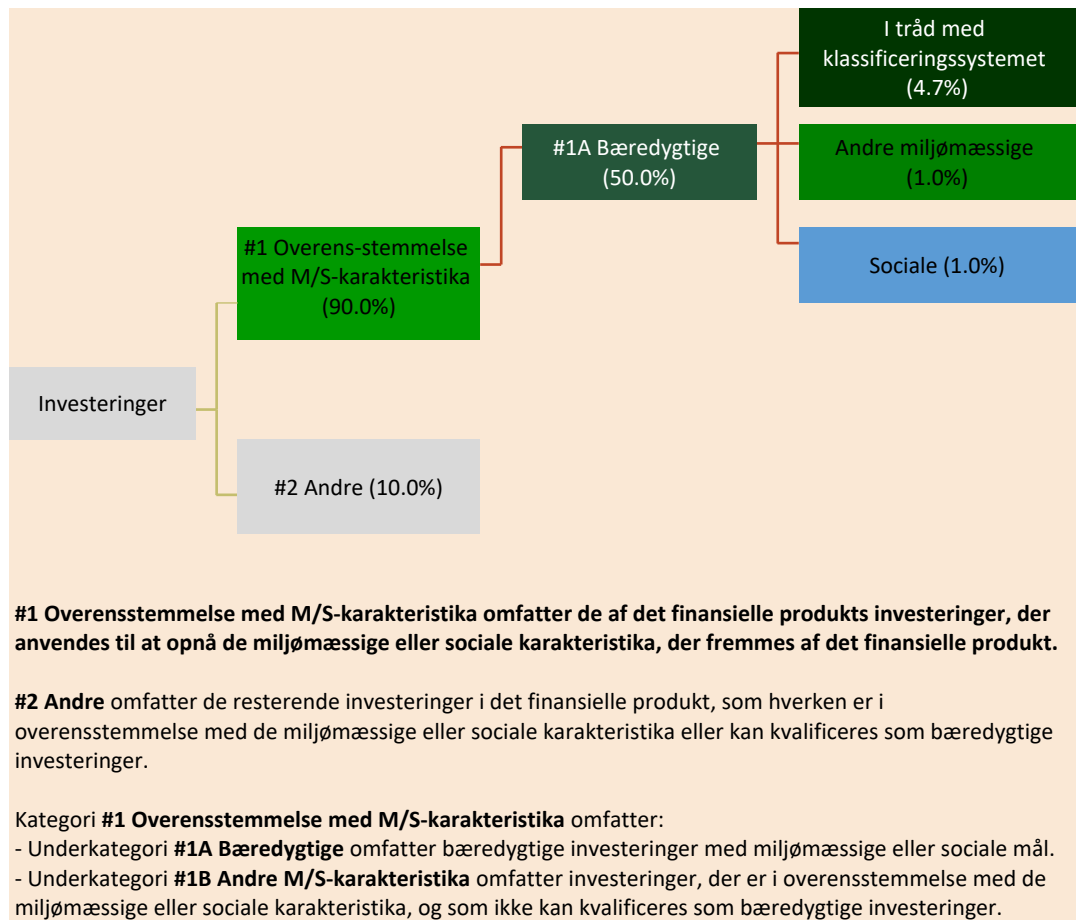 I tråd med
klassificeringssystemet
(4.7%)
#1A Bæredygtige
(50.0%)
Andre miljømæssige
(1.0%)
#1 Overens-stemmelse
med M/S-karakteristika
(90.0%)
Sociale (1.0%)
Investeringer
#2 Andre (10.0%)
#1 Overensstemmelse med M/S-karakteristika omfatter de af det finansielle produkts investeringer, der
anvendes til at opnå de miljømæssige eller sociale karakteristika, der fremmes af det finansielle produkt.
#2 Andre omfatter de resterende investeringer i det finansielle produkt, som hverken er i
overensstemmelse med de miljømæssige eller sociale karakteristika eller kan kvalificeres som bæredygtige
investeringer.
Kategori #1 Overensstemmelse med M/S-karakteristika omfatter:
- Underkategori #1A Bæredygtige omfatter bæredygtige investeringer med miljømæssige eller sociale mål.
- Underkategori #1B Andre M/S-karakteristika omfatter investeringer, der er i overensstemmelse med de
miljømæssige eller sociale karakteristika, og som ikke kan kvalificeres som bæredygtige investeringer.